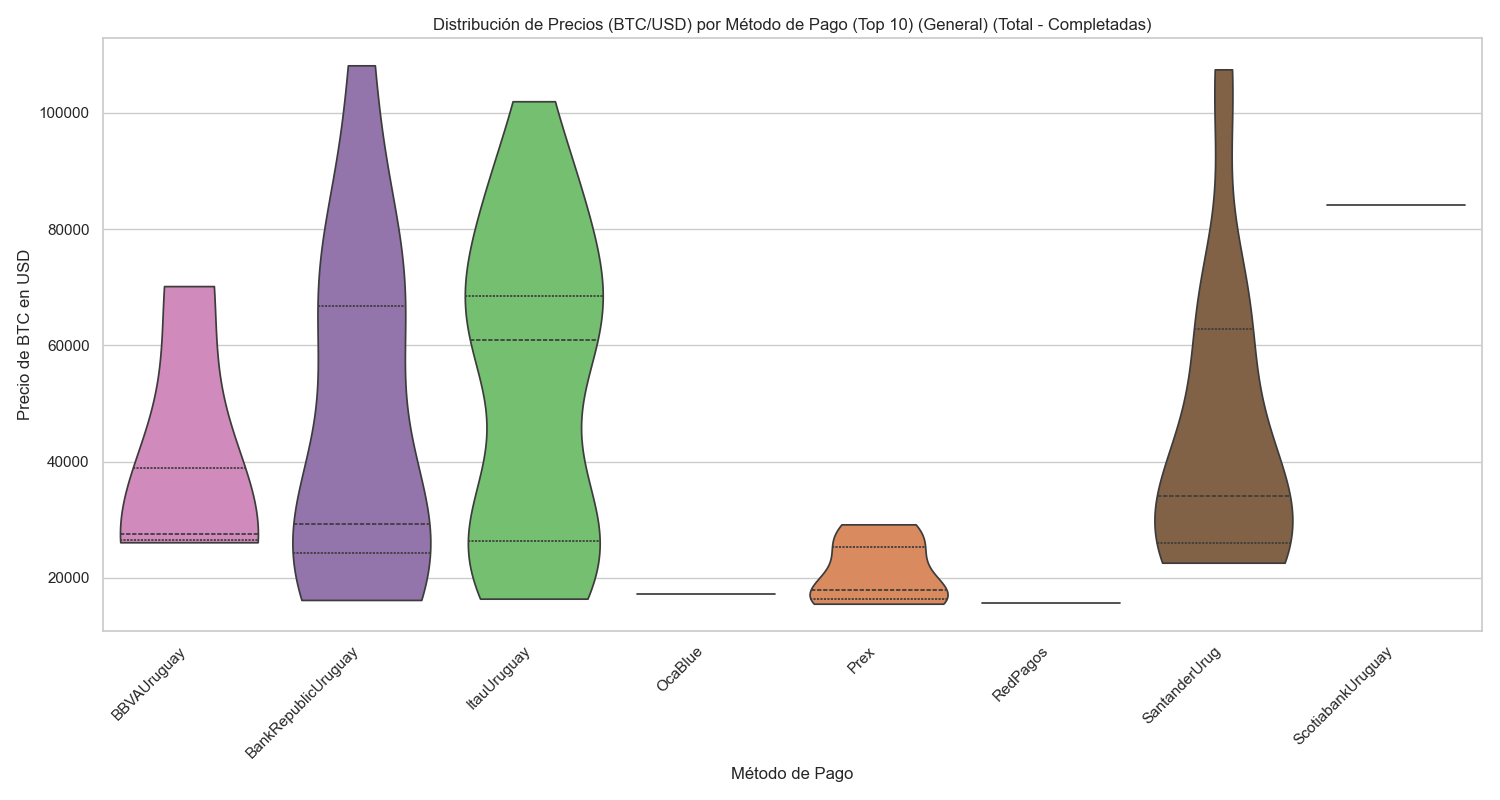 Distribución de Precios (BTC/USD) por Método de Pago (Top 10) (General) (Total - Completadas)
Precio de BTC en USD
100000
80000
60000
40000
20000
BBVAUruguay
BankRepublicUruguay
ItauUruguay
OcaBlue
Prex
RedPagos
SantanderUrug
ScotiabankUruguay
Método de Pago